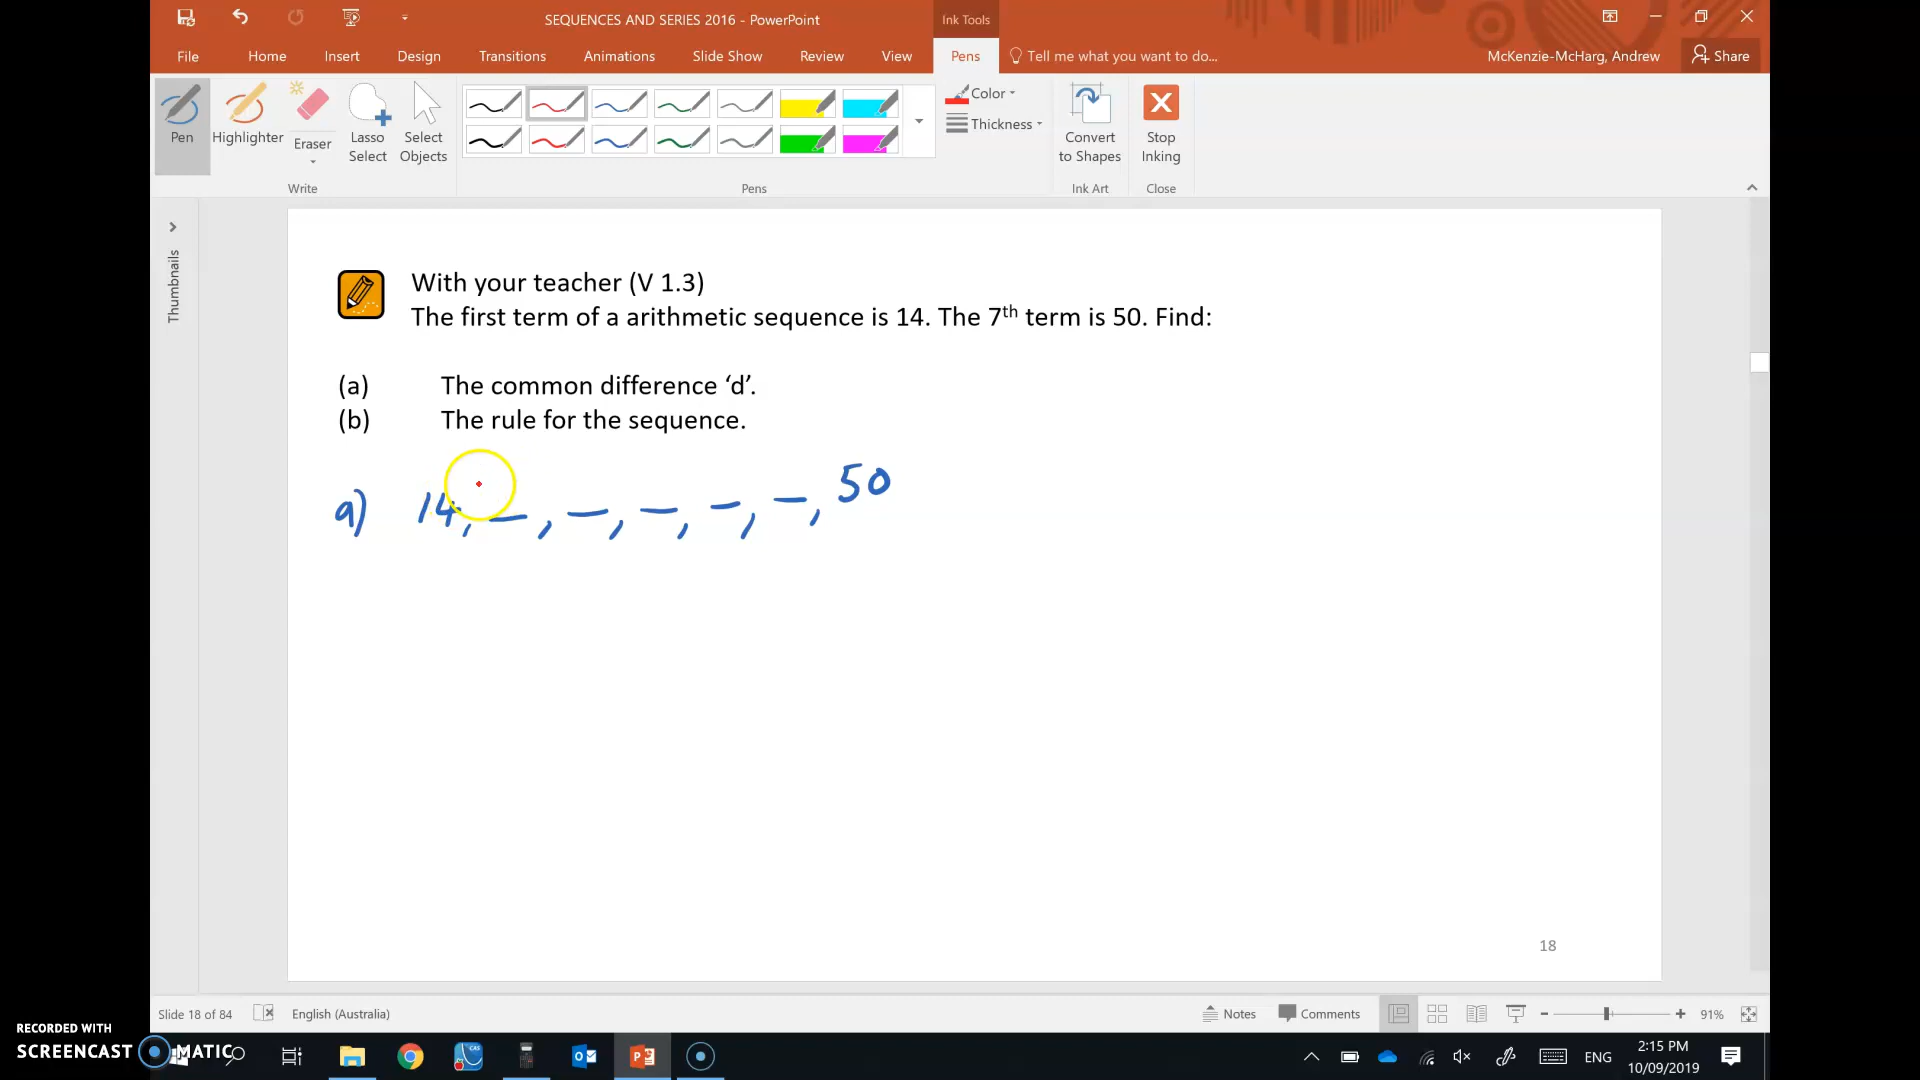 SEQUENCES AND SERIES 2016 - PowerPoint
Ink Tools
File Home Insert Design Transitions Animations Slide Show Review View Pens Tell me what you want to do... McKenzie-McHarg, Andrew Share
Pen
Highlighter
Eraser
Lasso Select
Select Objects
Color
Thickness
Convert to Shapes
Stop Inking
Write
Pens
Ink Art
Close
Thumbnails
With your teacher (V 1.3)
The first term of a arithmetic sequence is 14. The 7th term is 50. Find:
(a) The common difference ‘d’.
(b) The rule for the sequence.
a) 14, _ , _ , _ , _ , _ , 50
18
Slide 18 of 84 English (Australia) Notes Comments 91%
RECORDED WITH
SCREENCAST MATIC
ENG
2:15 PM
10/09/2019